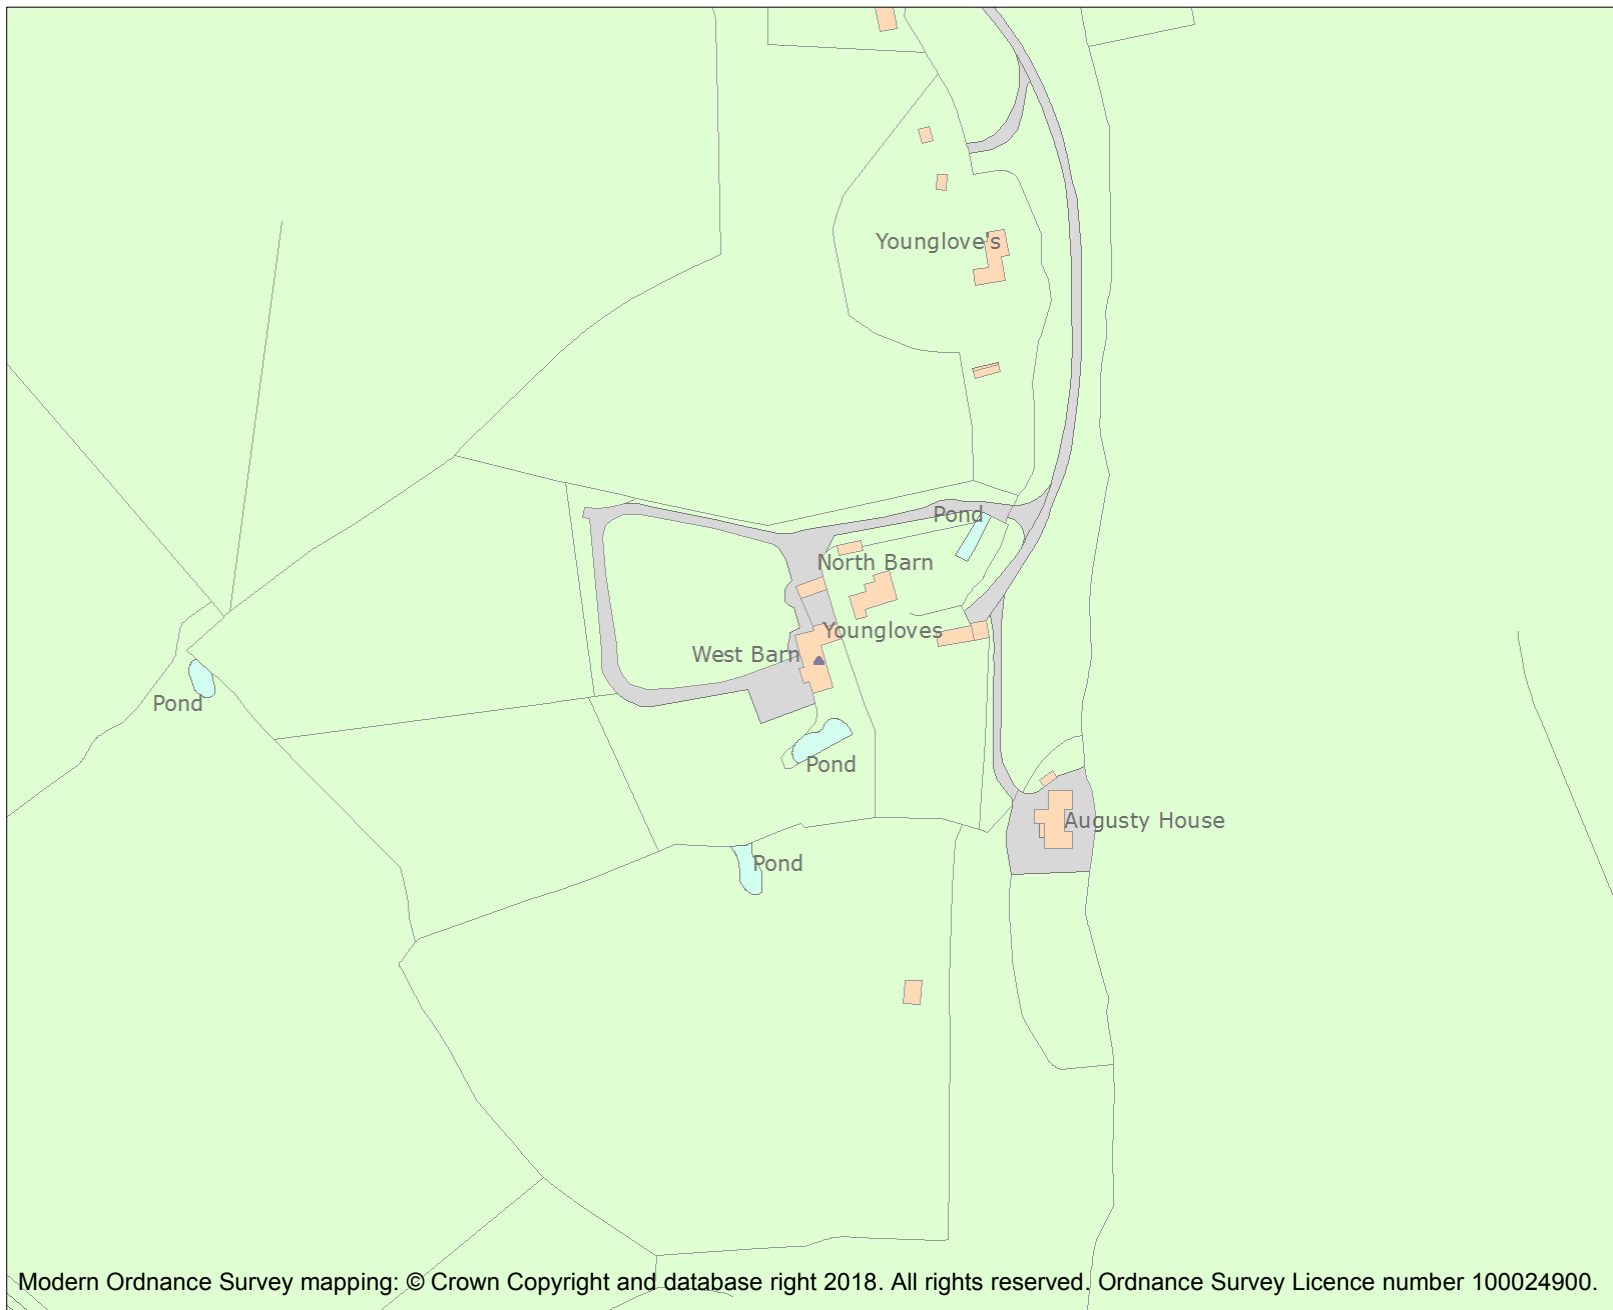 Younglove's
Pond
North Barn
Youngloves
West Barn
Pond
Pond
Augusty House
Pond
Modern Ordnance Survey mapping: © Crown Copyright and database right 2018. All rights reserved. Ordnance Survey Licence number 100024900.